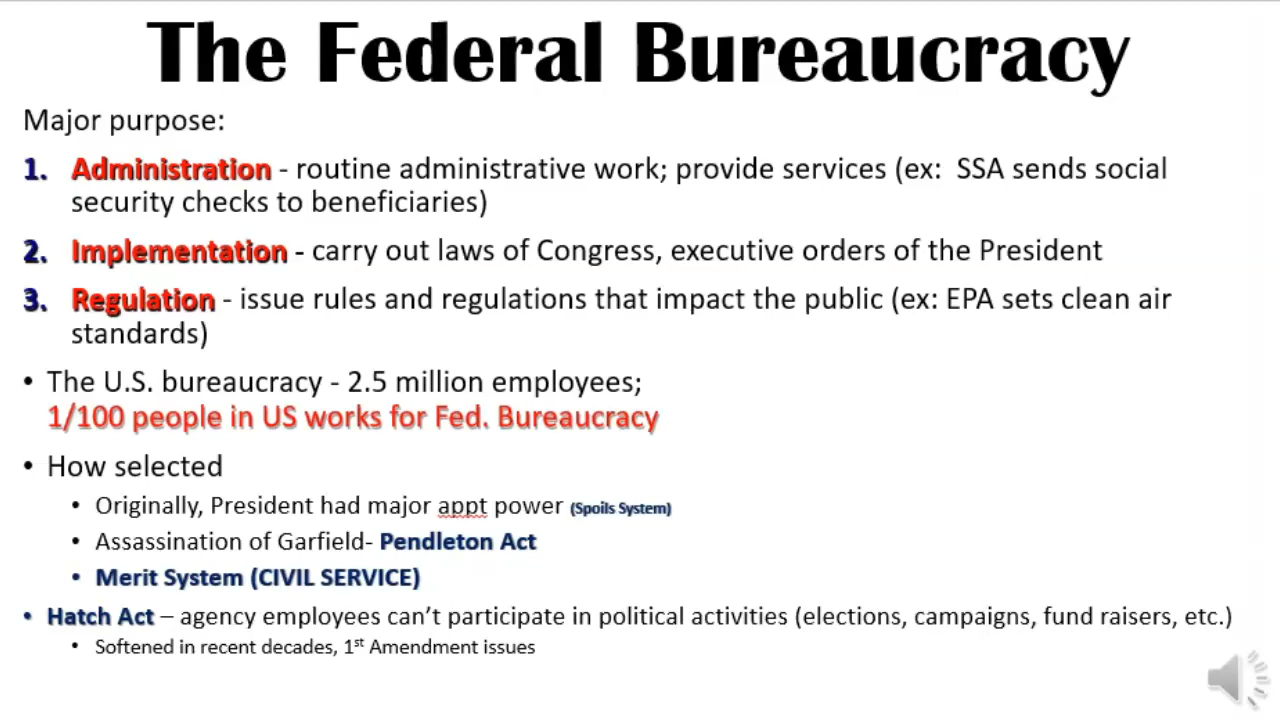 The Federal Bureaucracy
Major purpose:
1. Administration - routine administrative work; provide services (ex:  SSA sends social
security checks to beneficiaries)
2. Implementation - carry out laws of Congress, executive orders of the President
3. Regulation - issue rules and regulations that impact the public (ex: EPA sets clean air
standards)
• The U.S. bureaucracy - 2.5 million employees;
1/100 people in US works for Fed. Bureaucracy
• How selected
• Originally, President had major appt power (Spoils System)
• Assassination of Garfield- Pendleton Act
• Merit System (CIVIL SERVICE)
• Hatch Act – agency employees can’t participate in political activities (elections, campaigns, fund raisers, etc.)
• Softened in recent decades, 1st Amendment issues